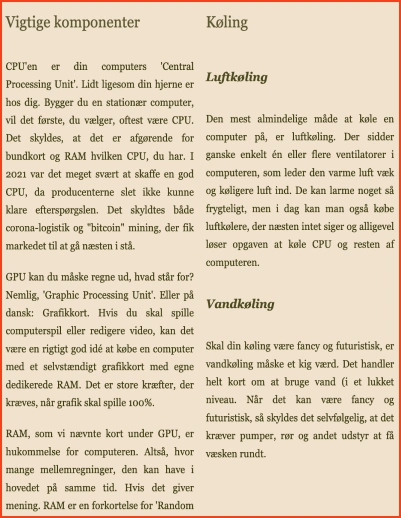 Vigtige komponenter
CPU'en er din computers 'Central
Processing Unit'. Lidt ligesom din hjerne er
hos dig. Bygger du en stationær computer,
vil det første, du vælger, oftest være CPU.
Det skyldes, at det er afgørende for
bundkort og RAM hvilken CPU, du har. I
2021 var det meget svært at skaffe en god
CPU, da producenterne slet ikke kunne
klare efterspørgslen. Det skyldtes både
corona-logistik og "bitcoin" mining, der fik
markedet til at gå næsten i stå.
GPU kan du måske regne ud, hvad står for?
Nemlig, 'Graphic Processing Unit'. Eller på
dansk: Grafikkort. Hvis du skal spille
computerspil eller redigere video, kan det
være en rigtigt god idé at købe en computer
med et selvstændigt grafikkort med egne
dedikerede RAM. Det er store kræfter, der
kræves, når grafik skal spille 100%.
RAM, som vi nævnte kort under GPU, er
hukommelse for computeren. Altså, hvor
mange mellemregninger, den kan have i
hovedet på samme tid. Hvis det giver
mening. RAM er en forkortelse for 'Random
Køling
Luftkøling
Den mest almindelige måde at køle en
computer på, er luftkøling. Der sidder
ganske enkelt én eller flere ventilatorer i
computeren, som leder den varme luft væk
og køligere luft ind. De kan larme noget så
frygteligt, men i dag kan man også købe
luftkølere, der næsten intet siger og alligevel
løser opgaven at køle CPU og resten af
computeren.
Vandkøling
Skal din køling være fancy og futuristisk, er
vandkøling måske et kig værd. Det handler
helt kort om at bruge vand (i et lukket
niveau. Når det kan være fancy og
futuristisk, så skyldes det selvfølgelig, at det
kræver pumper, rør og andet udstyr at få
væsken rundt.